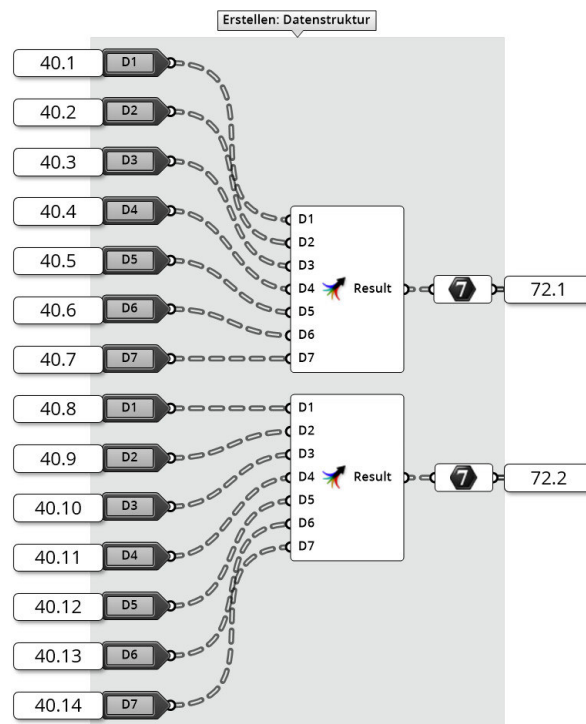 Erstellen: Datenstruktur
40.1 D1
40.2 D2
40.3 D3
40.4 D4
40.5 D5
40.6 D6
40.7 D7
D1
D2
D3
D4 Result 7 72.1
D5
D6
D7
40.8 D1
40.9 D2
40.10 D3
40.11 D4
40.12 D5
40.13 D6
40.14 D7
D1
D2
D3
D4 Result 7 72.2
D5
D6
D7